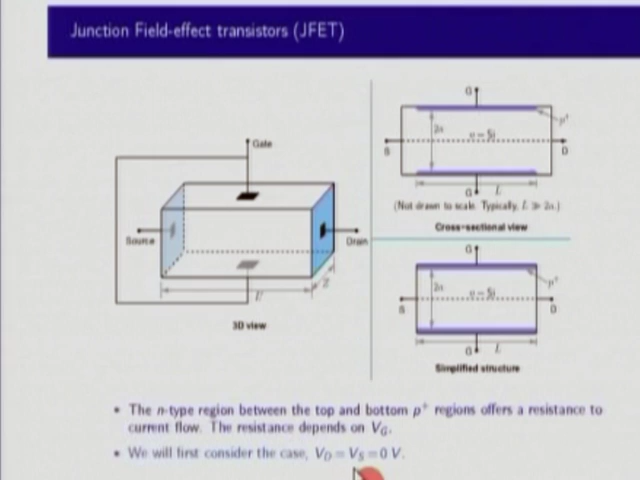 Junction Field-effect transistors (JFET)
Gate
Source
Drain
L
Z
3D view
G
p⁺
2a
n − Si
S
D
G
L
(Not drawn to scale. Typically, L ≫ 2a.)
Cross-sectional view
G
p⁺
2a
n − Si
S
D
G
L
Simplified structure
• The n-type region between the top and bottom p⁺ regions offers a resistance to
current flow. The resistance depends on V_G.
• We will first consider the case, V_D = V_S = 0 V.